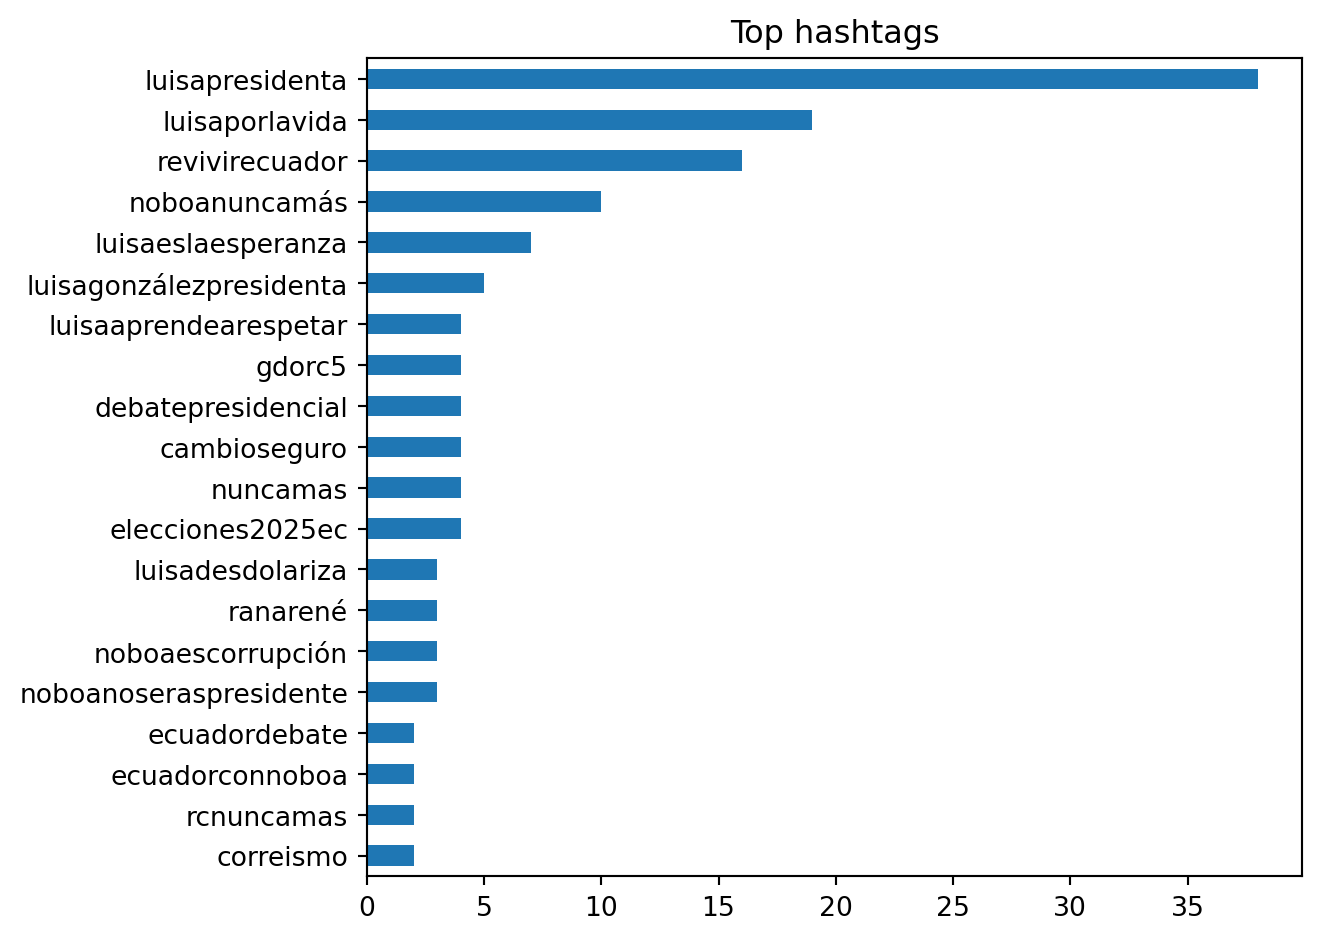 Top hashtags
luisapresidenta
luisaporlavida
revivirecuador
noboanuncamás
luisaeslaesperanza
luisagonzálezpresidenta
luisaaprendearespetar
gdorc5
debatepresidencial
cambioseguro
nuncamas
elecciones2025ec
luisadesdolariza
ranarené
noboaescorrupción
noboanoseraspresidente
ecuadordebate
ecuadorconnoboa
rcnuncamas
correismo
0 5 10 15 20 25 30 35